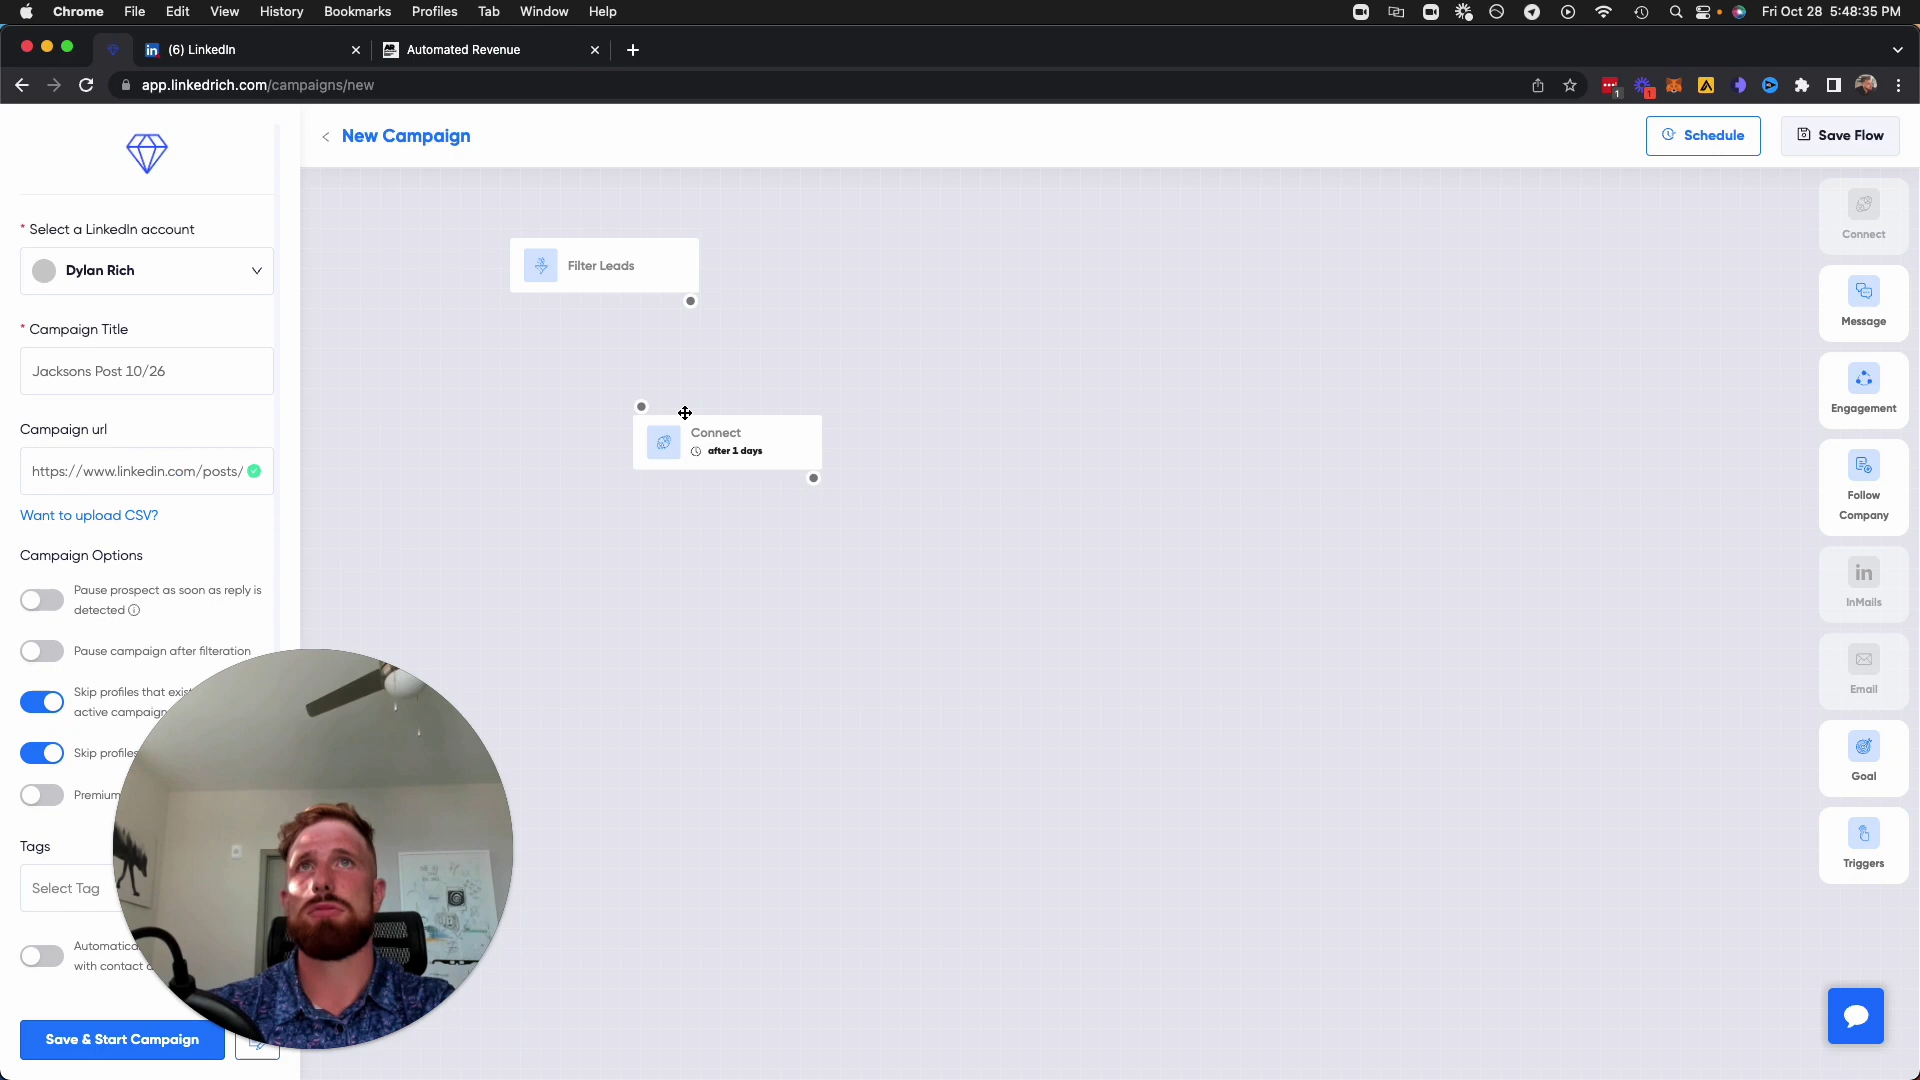 Chrome File Edit View History Bookmarks Profiles Tab Window Help
Fri Oct 28 5:48:35 PM
(6) LinkedIn
Automated Revenue
app.linkedrich.com/campaigns/new
1
1
New Campaign
Schedule
Save Flow
* Select a LinkedIn account
Dylan Rich
* Campaign Title
Jacksons Post 10/26
Campaign url
https://www.linkedin.com/posts/
Want to upload CSV?
Campaign Options
Pause prospect as soon as reply is
detected
Pause campaign after filteration
Skip profiles that exist
active campaign
Skip profiles
Premium
Tags
Select Tag
with contact
Save & Start Campaign
Filter Leads
Connect
after 1 days
Connect
Message
Engagement
Follow
Company
in
InMails
Email
Goal
Triggers